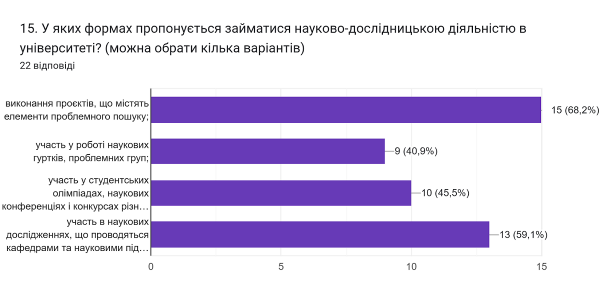 15. У яких формах пропонується займатися науково-дослідницькою діяльністю в
університеті? (можна обрати кілька варіантів)
22 відповіді
виконання проєктів, що містять
елементи проблемного пошуку;
15 (68,2%)
участь у роботі наукових
гуртків, проблемних груп;
9 (40,9%)
участь у студентських
олімпіадах, наукових
конференціях і конкурсах різн…
10 (45,5%)
участь в наукових
дослідженнях, що проводяться
кафедрами та науковими під…
13 (59,1%)
0 5 10 15